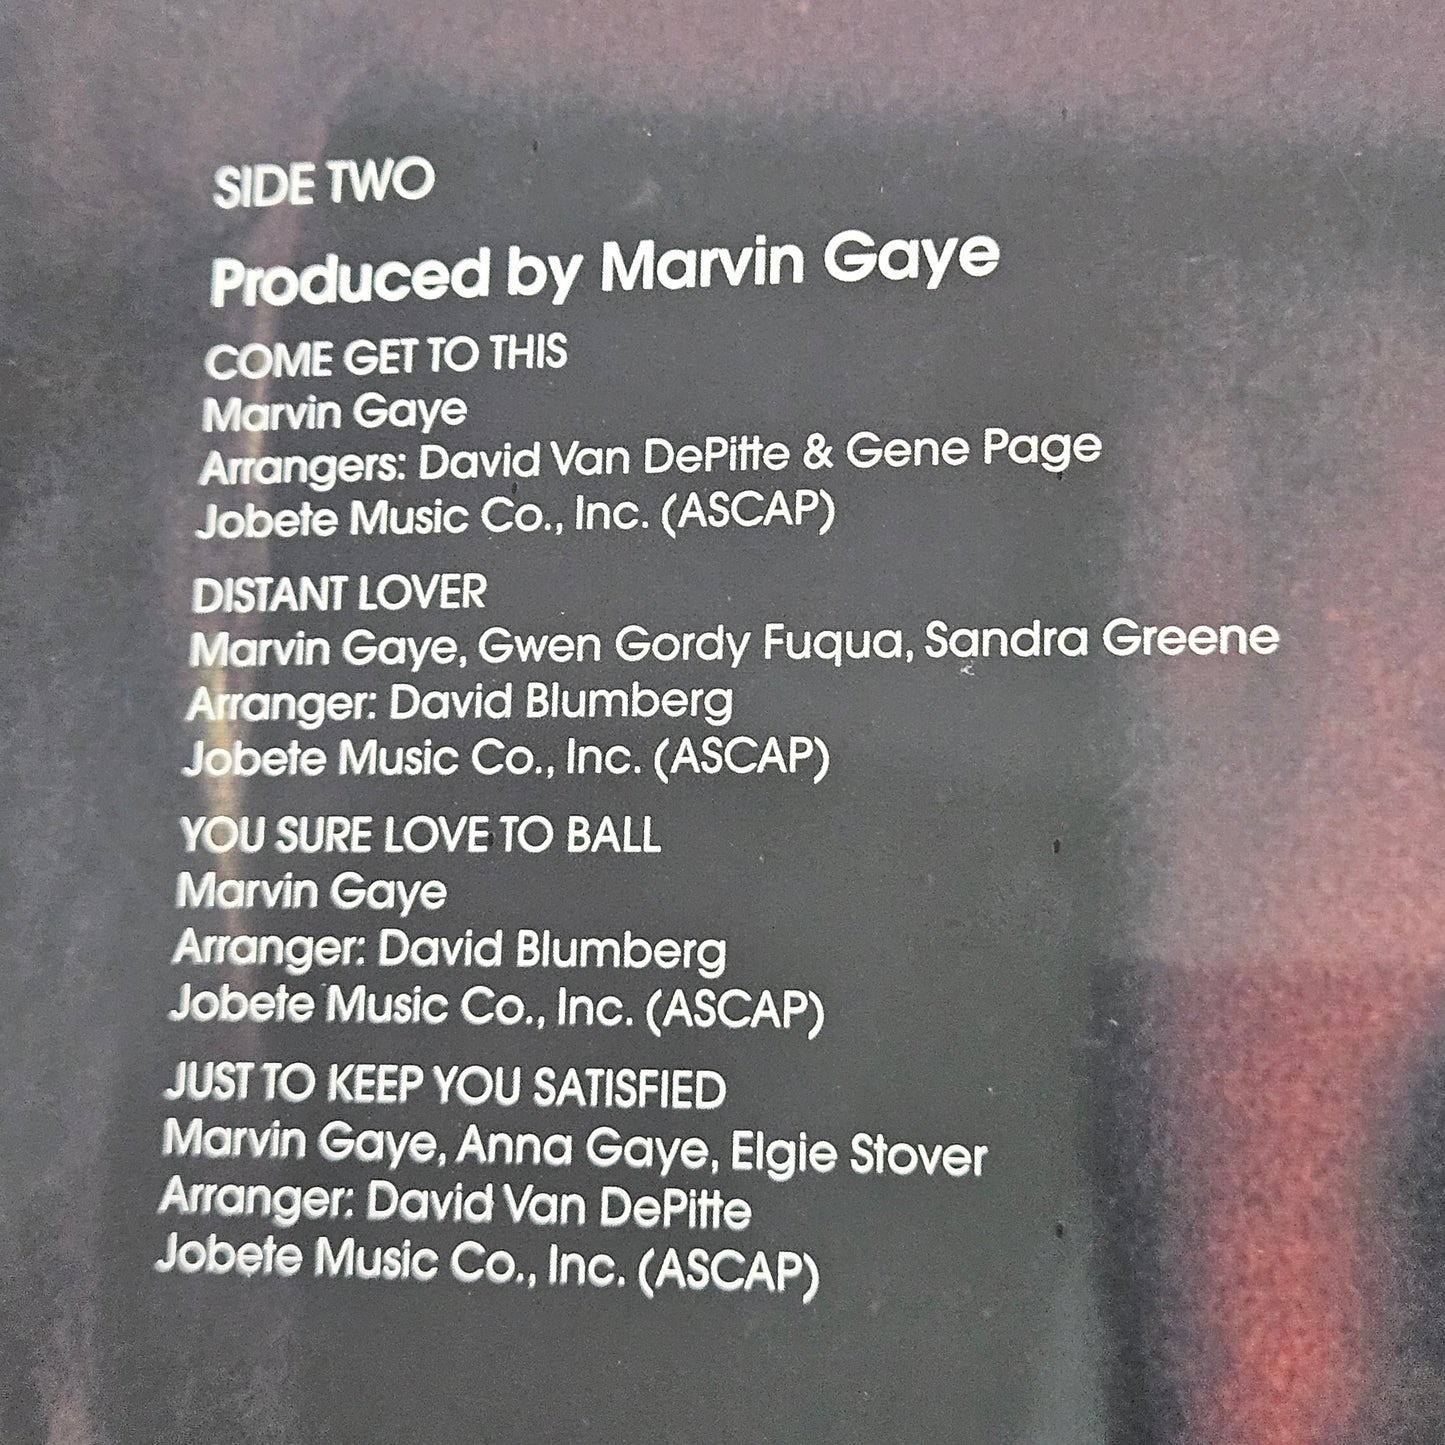 SIDE TWO
Produced by Marvin Gaye
COME GET TO THIS
Marvin Gaye
Arrangers: David Van DePitte & Gene Page
Jobete Music Co., Inc. (ASCAP)
DISTANT LOVER
Marvin Gaye, Gwen Gordy Fuqua, Sandra Greene
Arranger: David Blumberg
Jobete Music Co., Inc. (ASCAP)
YOU SURE LOVE TO BALL
Marvin Gaye
Arranger: David Blumberg
Jobete Music Co., Inc. (ASCAP)
JUST TO KEEP YOU SATISFIED
Marvin Gaye, Anna Gaye, Elgie Stover
Arranger: David Van DePitte
Jobete Music Co., Inc. (ASCAP)